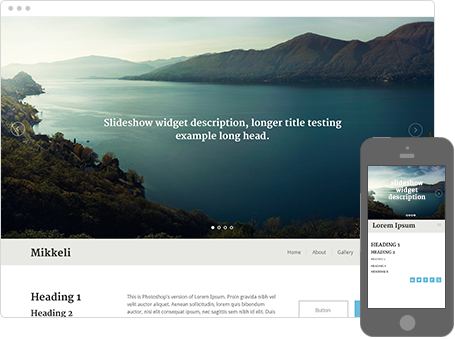 Slideshow widget description, longer title testing
example long head.
Mikkeli
Home
About
Gallery
Heading 1
Heading 2
This is Photoshop's version of Lorem Ipsum. Proin gravida nibh vel
velit auctor aliquet. Aenean sollicitudin, lorem quis bibendum
auctor, nisi elit consequat ipsum, nec sagittis sem nibh id elit. Duis
Button
slideshow
widget
description
Lorem Ipsum
HEADING 1
HEADING 2
HEADING 3
HEADING 4
HEADING 5